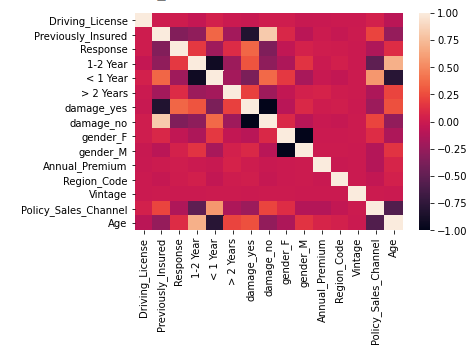 Driving_License
Previously_Insured
Response
1-2 Year
< 1 Year
> 2 Years
damage_yes
damage_no
gender_F
gender_M
Annual_Premium
Region_Code
Vintage
Policy_Sales_Channel
Age
Driving_License
Previously_Insured
Response
1-2 Year
< 1 Year
> 2 Years
damage_yes
damage_no
gender_F
gender_M
Annual_Premium
Region_Code
Vintage
Policy_Sales_Channel
Age
1.00
0.75
0.50
0.25
0.00
−0.25
−0.50
−0.75
−1.00